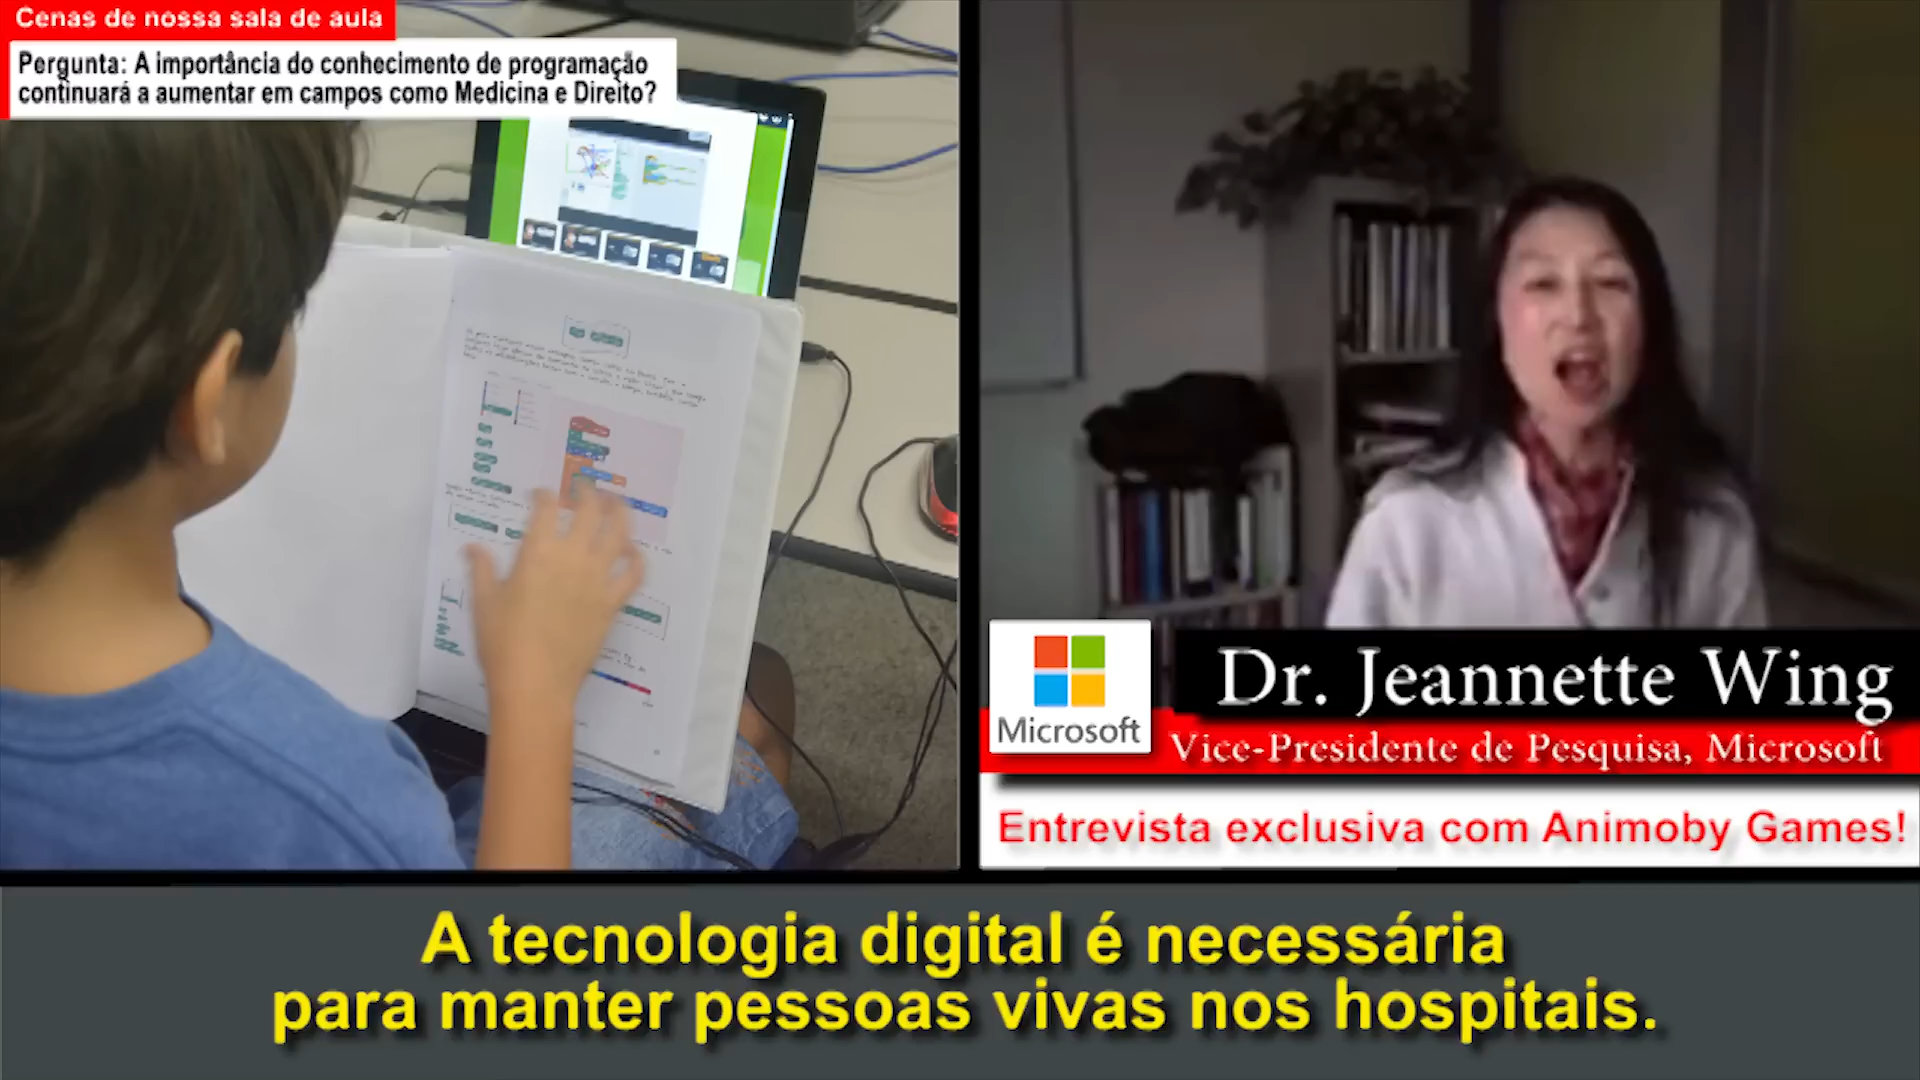 Cenas de nossa sala de aula
Pergunta: A importância do conhecimento de programação
continuará a aumentar em campos como Medicina e Direito?
Microsoft
Dr. Jeannette Wing
Vice-Presidente de Pesquisa, Microsoft
Entrevista exclusiva com Animoby Games!
A tecnologia digital é necessária
para manter pessoas vivas nos hospitais.